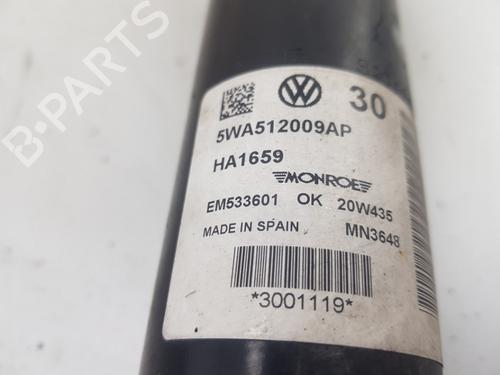 30
5WA512009AP
HA1659
MONROE
EM533601 OK 20W435
MADE IN SPAIN MN3648
*3001119*
B-PARTS